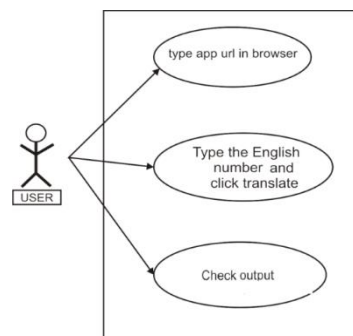 type app url in browser
Type the English
number and
click translate
USER
Check output